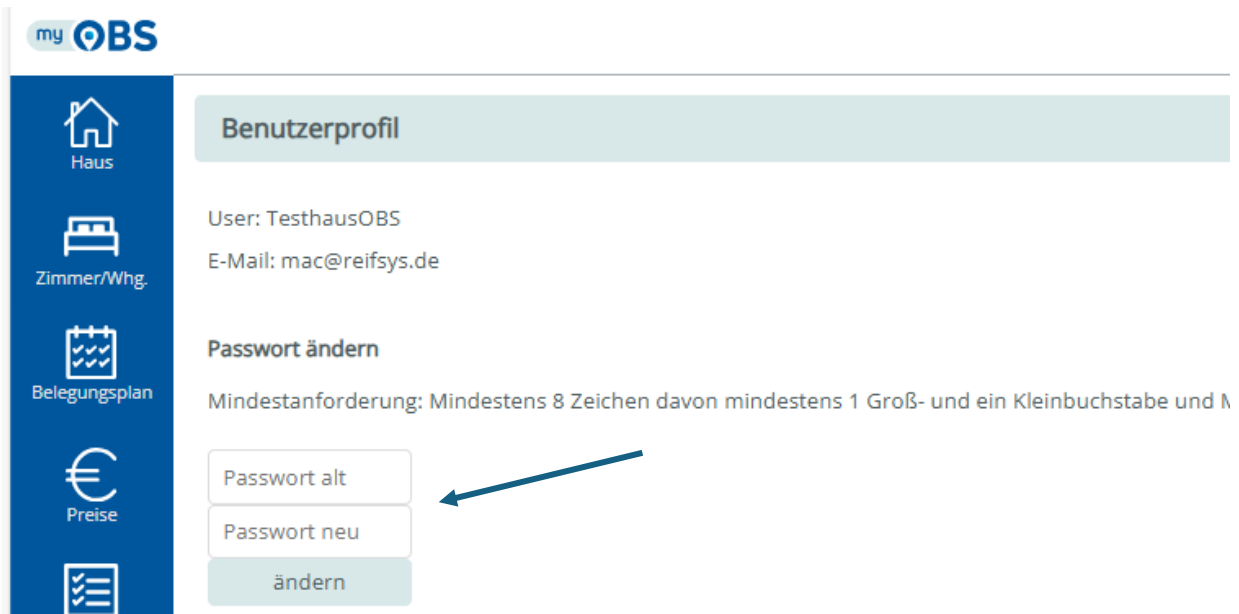 my OBS
Haus
Zimmer/Whg.
Belegungsplan
Preise
Benutzerprofil
User: TesthausOBS
E-Mail: mac@reifsys.de
Passwort ändern
Mindestanforderung: Mindestens 8 Zeichen davon mindestens 1 Groß- und ein Kleinbuchstabe und
Passwort alt
Passwort neu
ändern